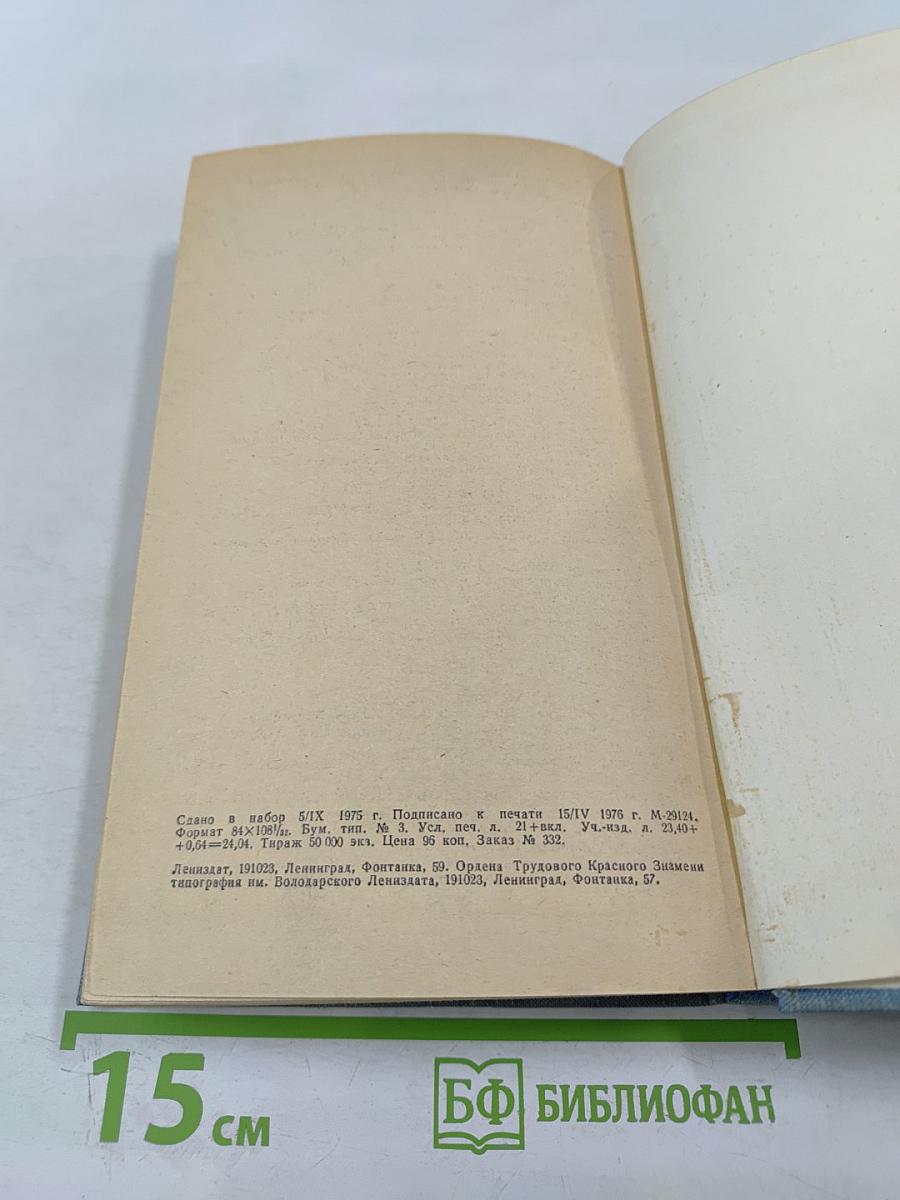 Сдано в набор 5/IX 1975 г. Подписано к печати 15/IV 1976 г. М-29124.
Формат 84×108¹/₃₂. Бум. тип. № 3. Усл. печ. л. 21+вкл. Уч.-изд. л. 23,40+
+0,64=24,04. Тираж 50 000 экз. Цена 96 коп. Заказ № 332.
Лениздат, 191023, Ленинград, Фонтанка, 59. Ордена Трудового Красного Знамени
типография им. Володарского Лениздата, 191023, Ленинград, Фонтанка, 57.
15 см
БФ БИБЛИОФАН